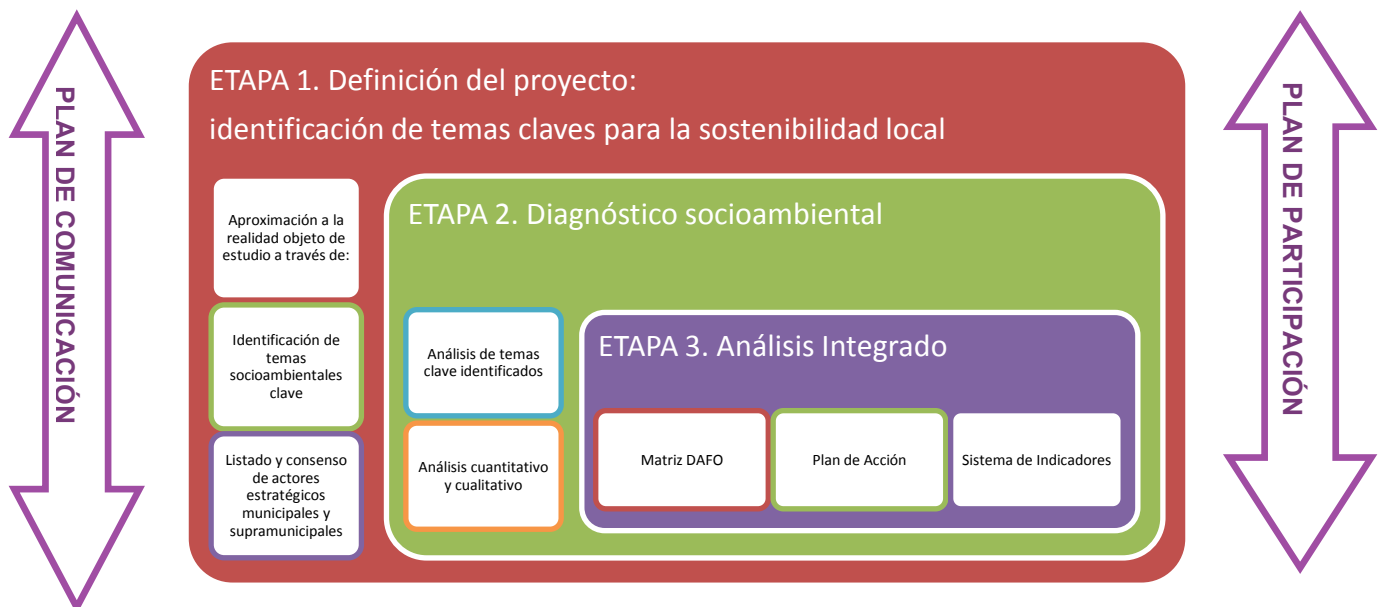 PLAN DE COMUNICACIÓN
ETAPA 1. Definición del proyecto:
identificación de temas claves para la sostenibilidad local
Aproximación a la
realidad objeto de
estudio a través de:
Identificación de
temas
socioambientales
clave
Listado y consenso
de actores
estratégicos
municipales y
supramunicipales
ETAPA 2. Diagnóstico socioambiental
Análisis de temas
clave identificados
Análisis cuantitativo
y cualitativo
ETAPA 3. Análisis Integrado
Matriz DAFO
Plan de Acción
Sistema de Indicadores
PLAN DE PARTICIPACIÓN